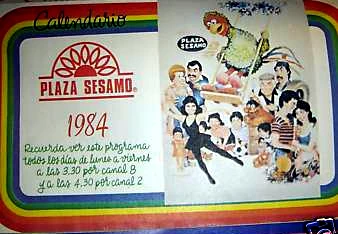 Calendario
PLAZA SESAMO®
1984
Recuerda ver este programa
todos los días de lunes a viernes
a las 3.30 por canal 8
y a las 4.30 por canal 2
PLAZA
SESAMO